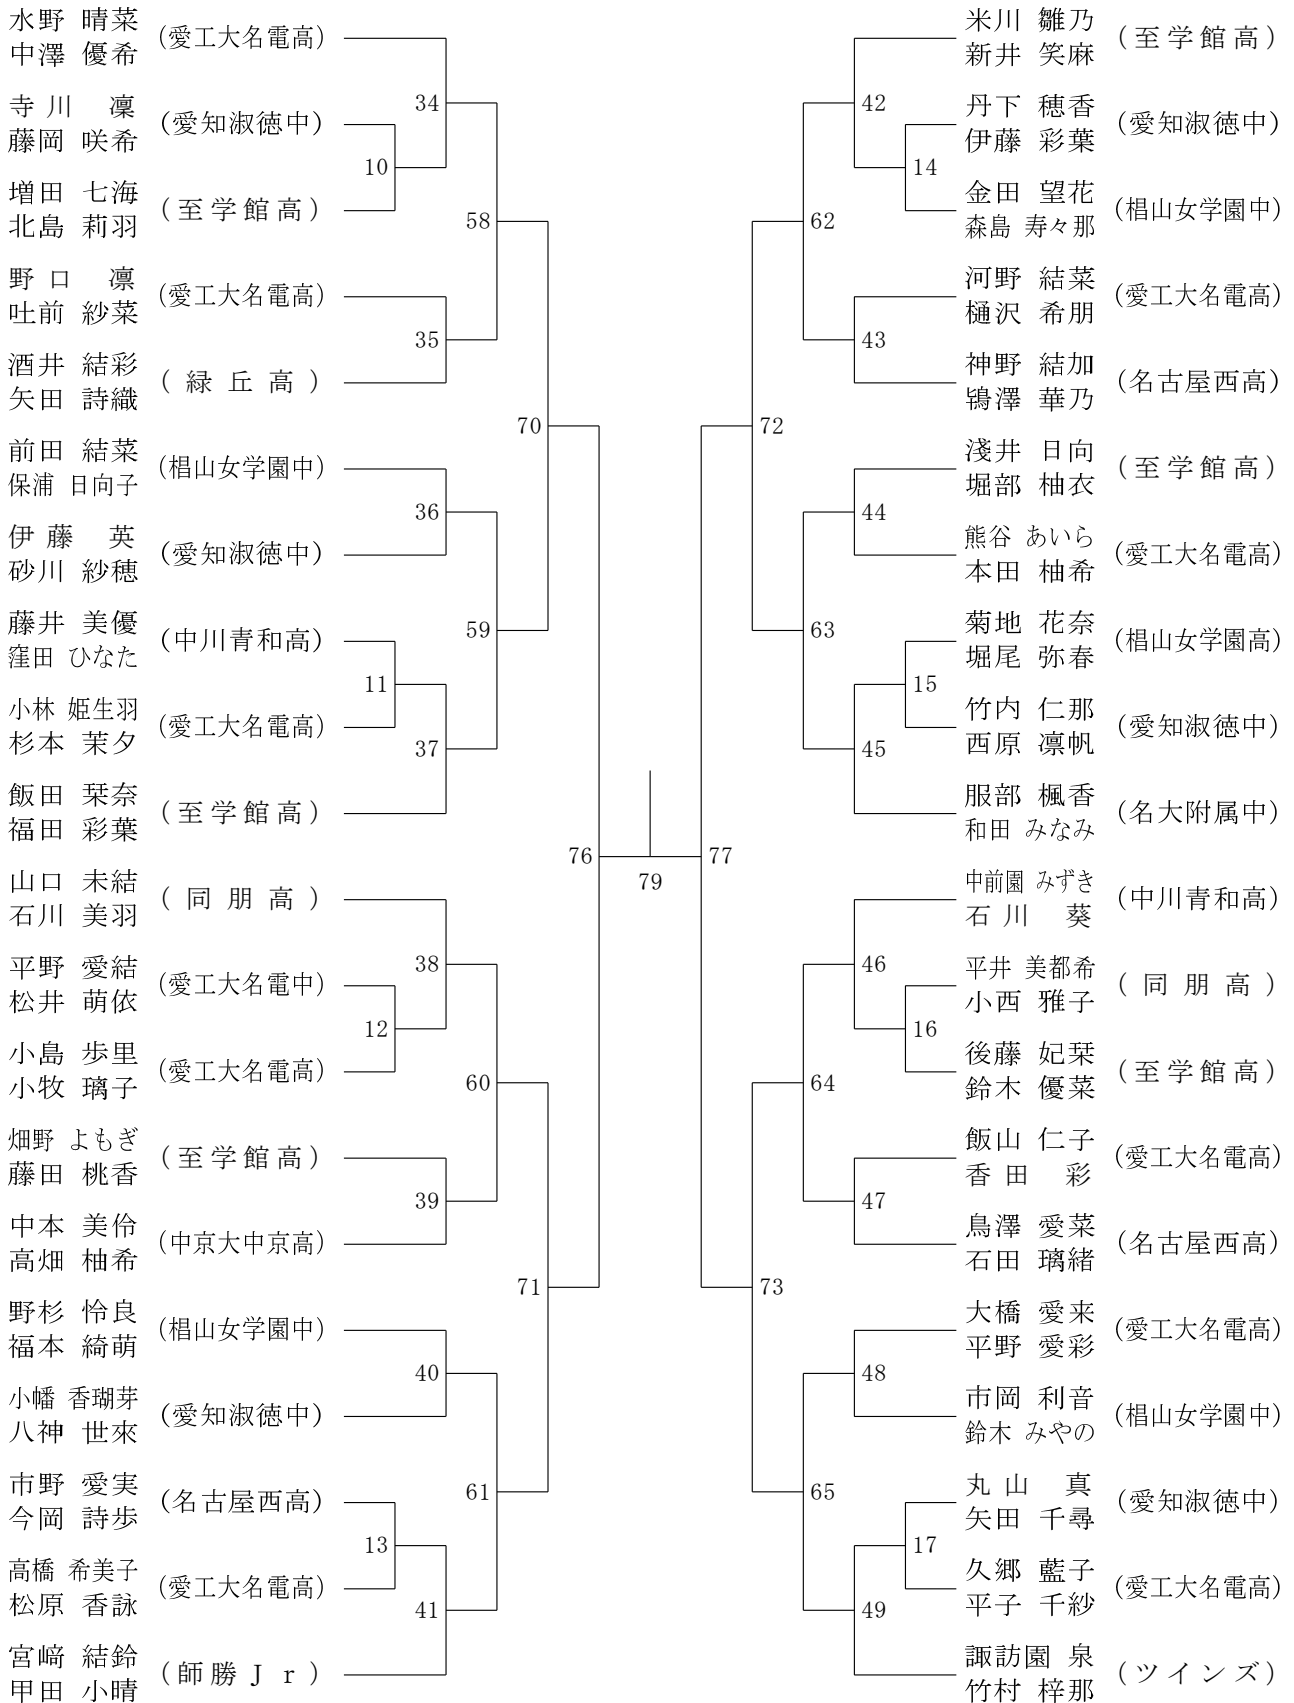 水野 晴菜
中澤 優希
(愛工大名電高)
寺川 凜
藤岡 咲希
(愛知淑徳中)
増田 七海
北島 莉羽
(至学館高)
野口 凛
吐前 紗菜
(愛工大名電高)
酒井 結彩
矢田 詩織
(緑丘高)
前田 結菜
保浦 日向子
(椙山女学園中)
伊藤 英
砂川 紗穂
(愛知淑徳中)
藤井 美優
窪田 ひなた
(中川青和高)
小林 姫生羽
杉本 茉夕
(愛工大名電高)
飯田 栞奈
福田 彩葉
(至学館高)
山口 未結
石川 美羽
(同朋高)
平野 愛結
松井 萌依
(愛工大名電中)
小島 歩里
小牧 璃子
(愛工大名電高)
畑野 よもぎ
藤田 桃香
(至学館高)
中本 美伶
高畑 柚希
(中京大中京高)
野杉 怜良
福本 綺萌
(椙山女学園中)
小幡 香瑚芽
八神 世來
(愛知淑徳中)
市野 愛実
今岡 詩歩
(名古屋西高)
高橋 希美子
松原 香詠
(愛工大名電高)
宮﨑 結鈴
甲田 小晴
(師勝Jr)
10
11
12
13
34
35
36
37
38
39
40
41
58
59
60
61
70
71
76
79
77
72
73
62
63
64
65
42
43
44
45
46
47
48
49
14
15
16
17
米川 雛乃
新井 笑麻
(至学館高)
丹下 穂香
伊藤 彩葉
(愛知淑徳中)
金田 望花
森島 寿々那
(椙山女学園中)
河野 結菜
樋沢 希朋
(愛工大名電高)
神野 結加
鴇澤 華乃
(名古屋西高)
淺井 日向
堀部 柚衣
(至学館高)
熊谷 あいら
本田 柚希
(愛工大名電高)
菊地 花奈
堀尾 弥春
(椙山女学園高)
竹内 仁那
西原 凛帆
(愛知淑徳中)
服部 楓香
和田 みなみ
(名大附属中)
中前園 みずき
石川 葵
(中川青和高)
平井 美都希
小西 雅子
(同朋高)
後藤 妃栞
鈴木 優菜
(至学館高)
飯山 仁子
香田 彩
(愛工大名電高)
鳥澤 愛菜
石田 璃緒
(名古屋西高)
大橋 愛来
平野 愛彩
(愛工大名電高)
市岡 利音
鈴木 みやの
(椙山女学園中)
丸山 真
矢田 千尋
(愛知淑徳中)
久郷 藍子
平子 千紗
(愛工大名電高)
諏訪園 泉
竹村 梓那
(ツインズ)